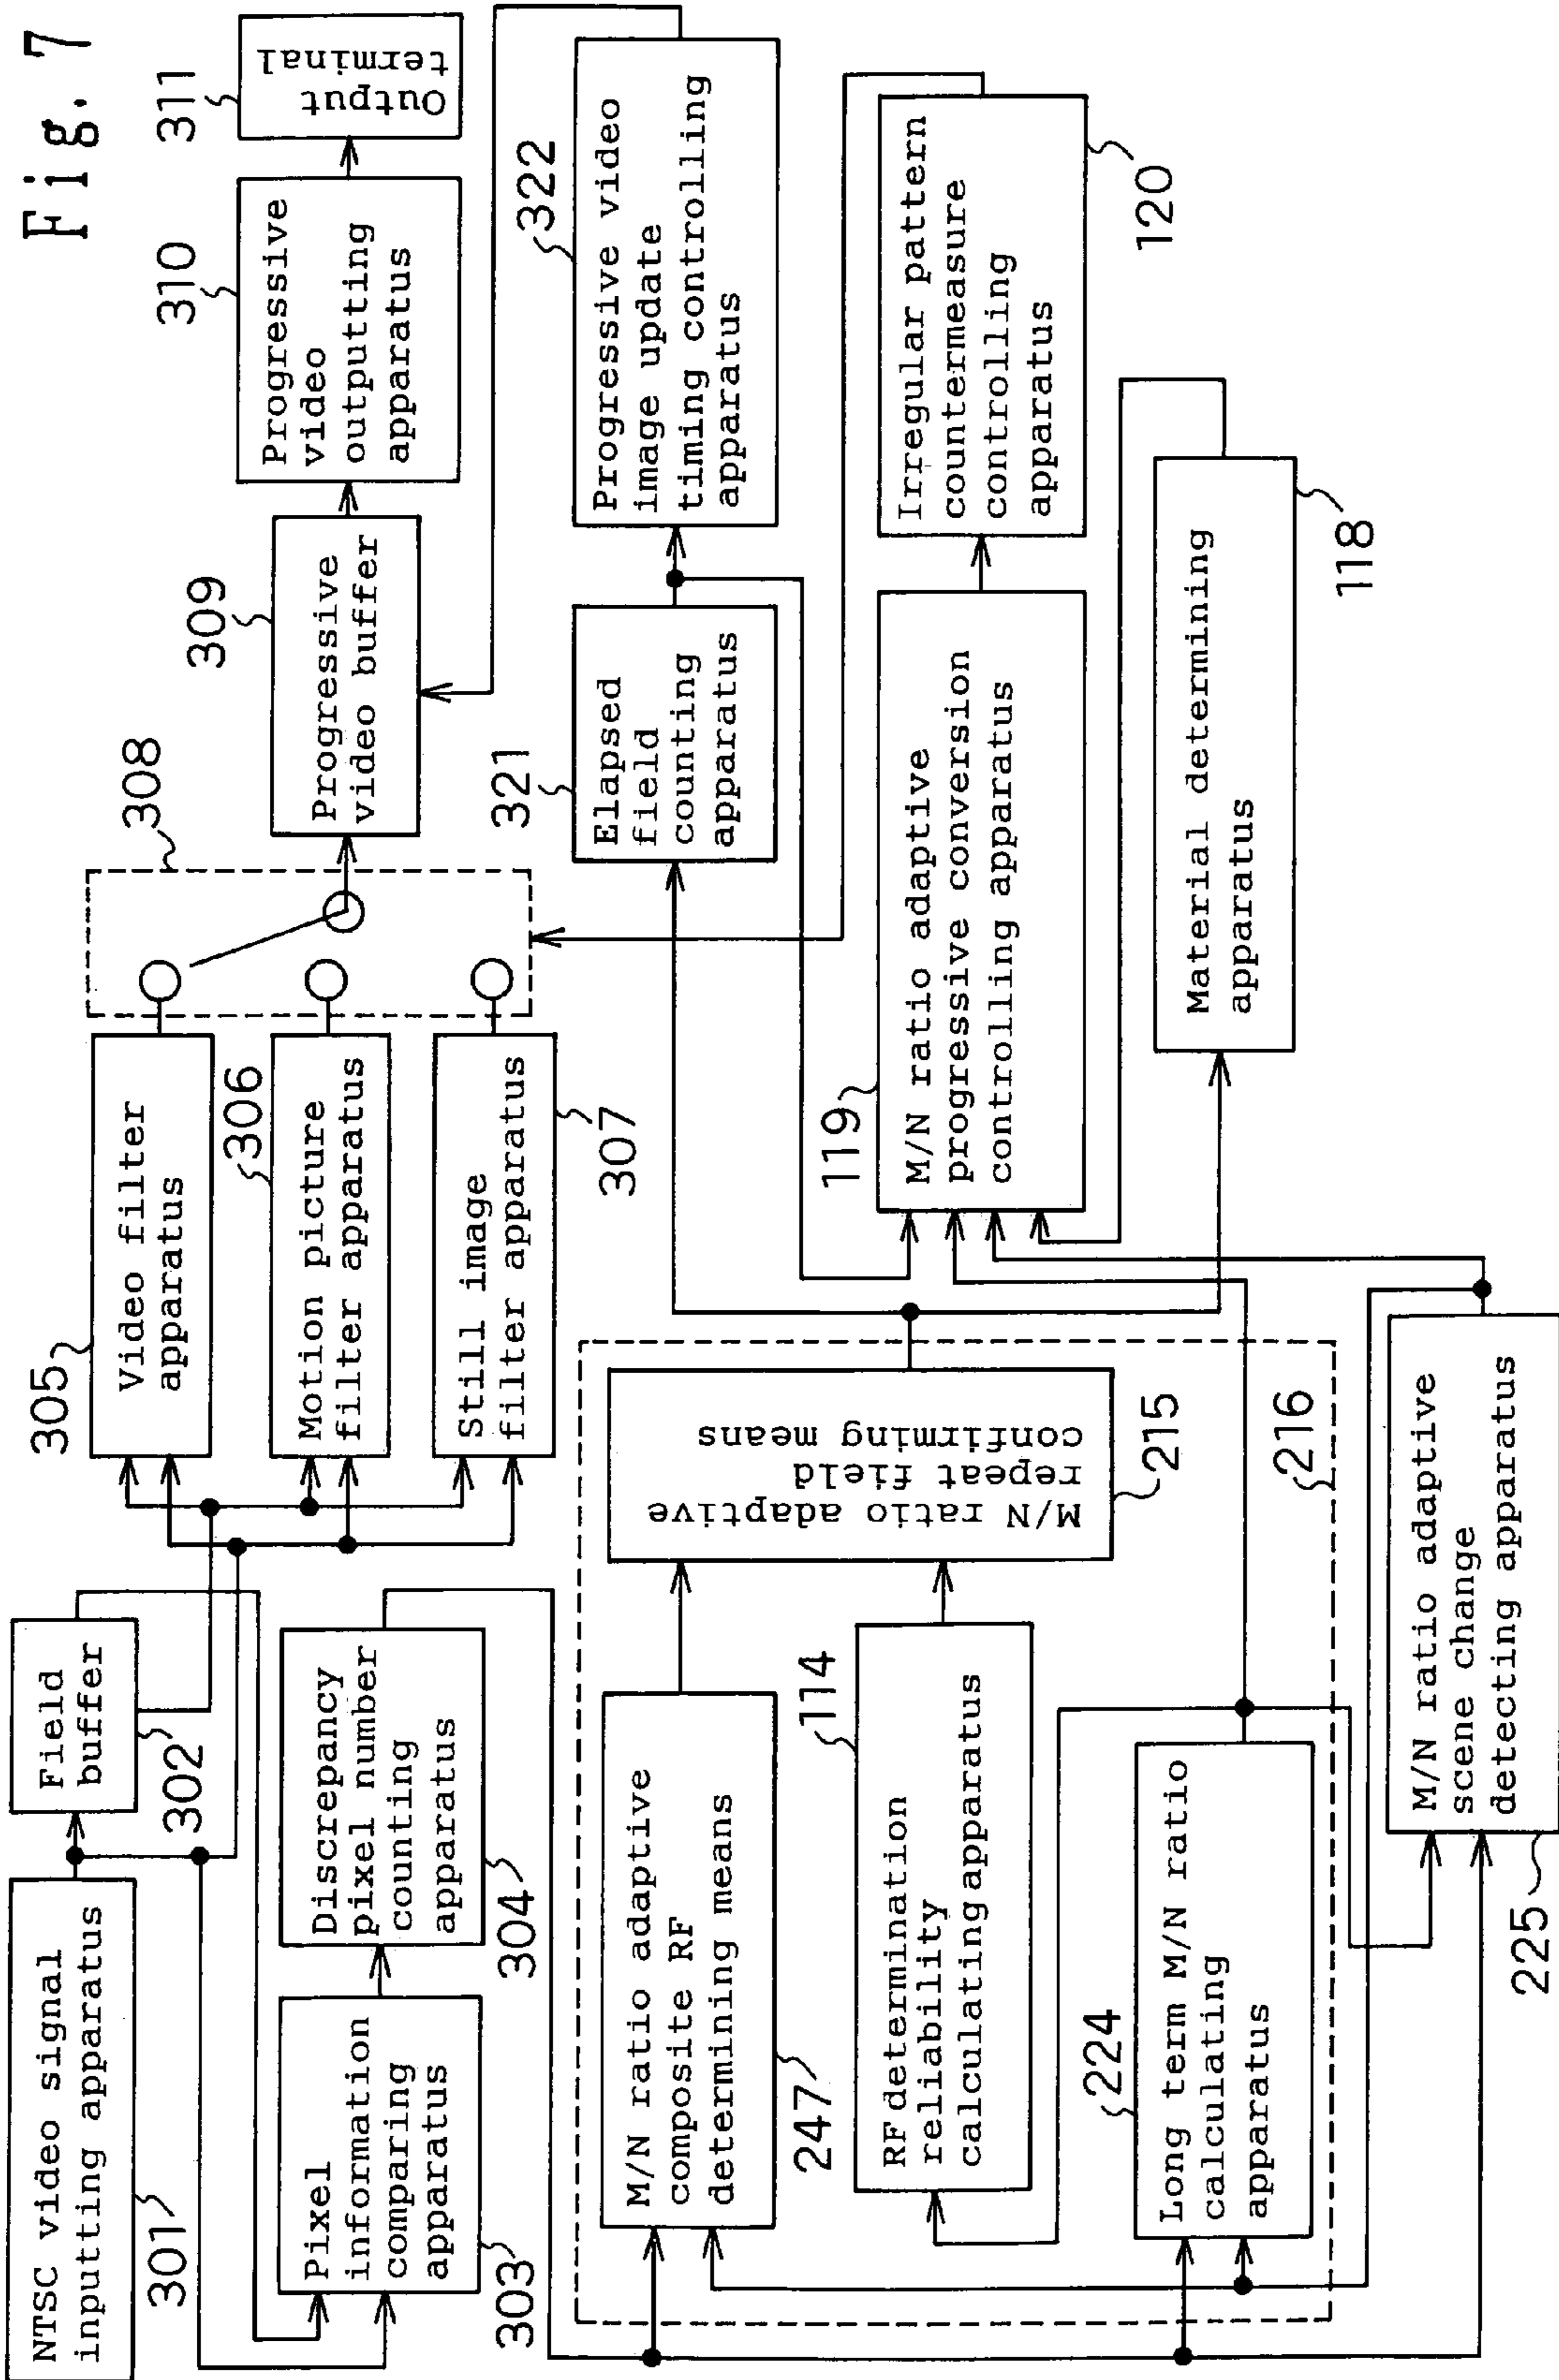 Fig. 7
NTSC video signal
inputting apparatus
301
Field
buffer
302
Pixel
information
comparing
apparatus
303
Discrepancy
pixel number
counting
apparatus
304
305
Video filter
apparatus
306
Motion picture
filter apparatus
Still image
filter apparatus
307
308
309
Progressive
video buffer
310
Progressive
video
outputting
apparatus
311
Output
terminal
321
Elapsed
field
counting
apparatus
322
Progressive video
image update
timing controlling
apparatus
M/N ratio adaptive
composite RF
determining means
247
114
RF determination
reliability
calculating apparatus
224
Long term M/N ratio
calculating
apparatus
M/N ratio adaptive
repeat field
confirming means
215
216
119
M/N ratio adaptive
progressive conversion
controlling apparatus
Irregular pattern
countermeasure
controlling
apparatus
120
Material determining
apparatus
118
M/N ratio adaptive
scene change
detecting apparatus
225